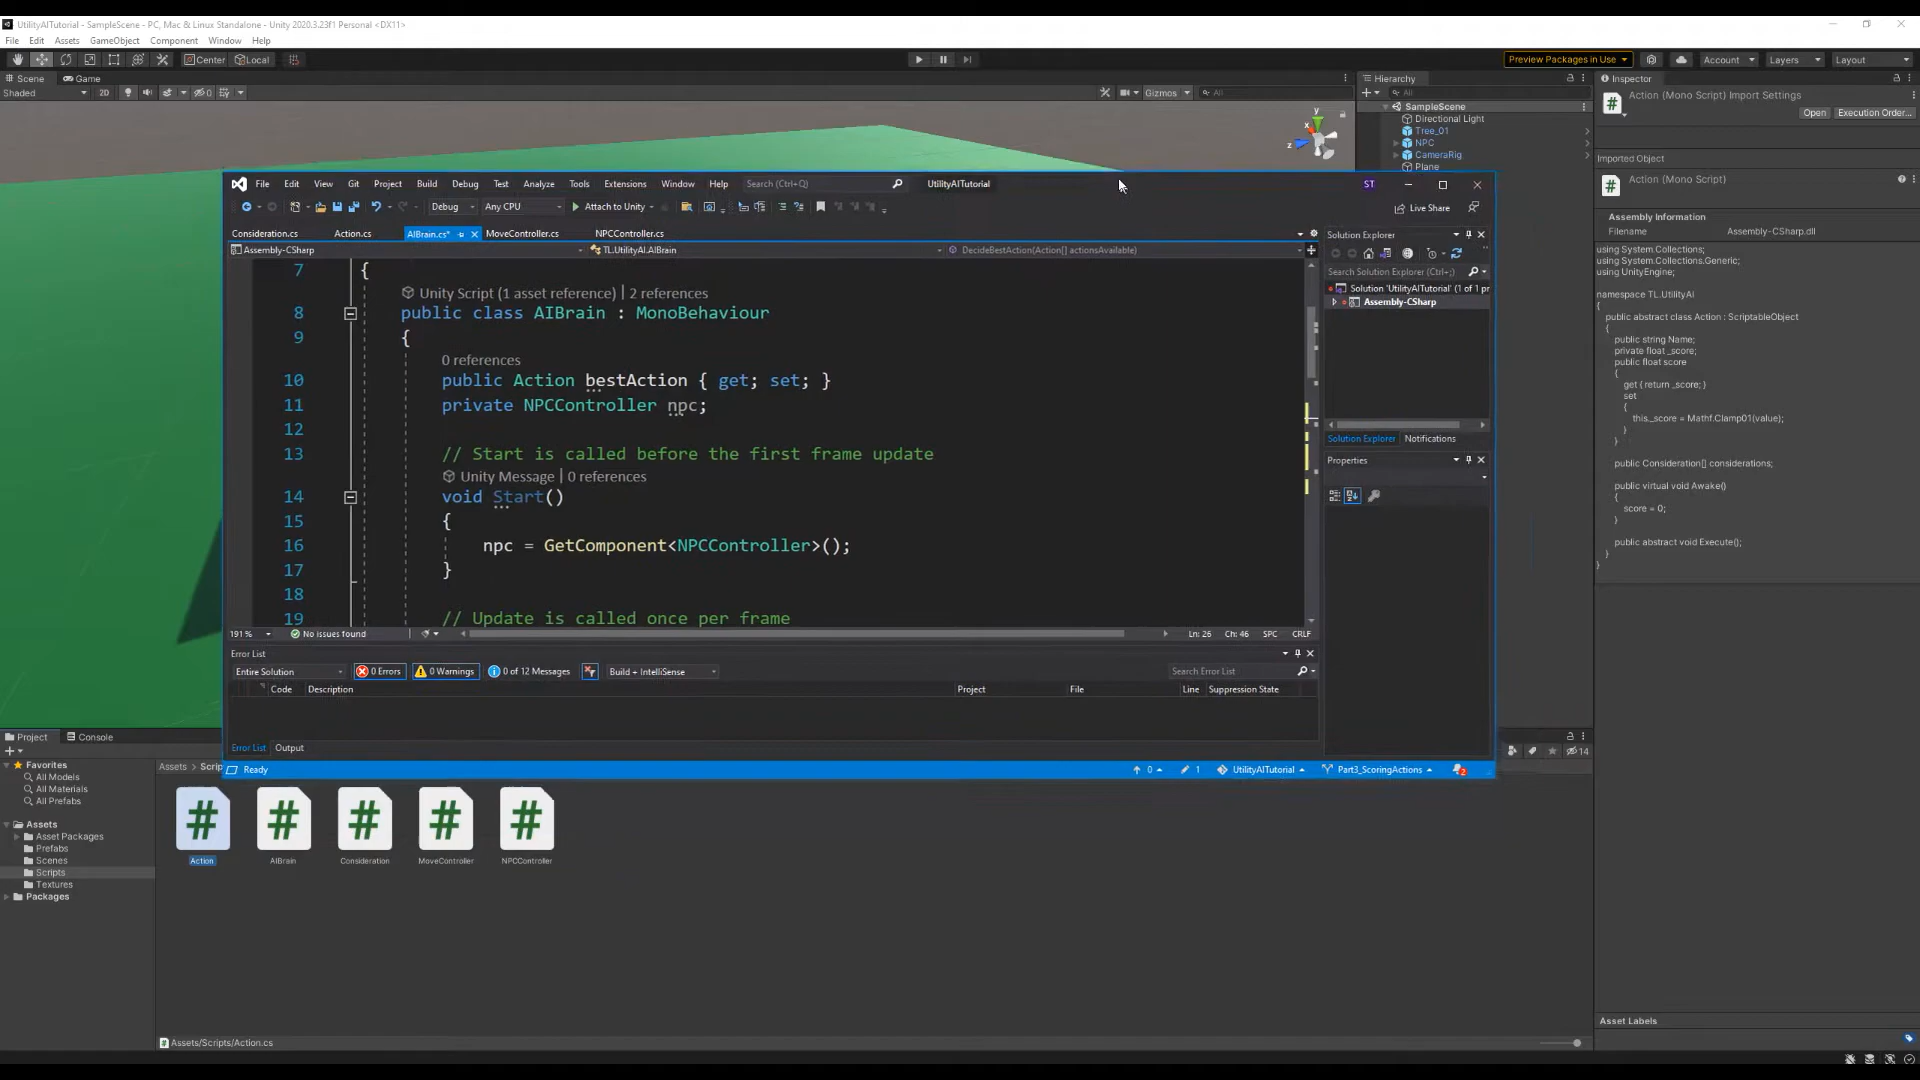 UtilityAITutorial - SampleScene - PC, Mac & Linux Standalone - Unity 2020.3.23f1 Personal <DX11>
File Edit Assets GameObject Component Window Help
Center Local
Preview Packages in Use Account Layers Layout
Scene Game
Shaded 2D 0 Gizmos All
Hierarchy
All
SampleScene
Directional Light
Tree_01
NPC
CameraRig
Plane
Inspector
Action (Mono Script) Import Settings
Open Execution Order...
Imported Object
Action (Mono Script)
Assembly Information
Filename Assembly-CSharp.dll
using System.Collections;
using System.Collections.Generic;
using UnityEngine;
namespace TL.UtilityAI
{
public abstract class Action : ScriptableObject
{
public string Name;
private float _score;
public float score
{
get { return _score; }
set
{
this._score = Mathf.Clamp01(value);
}
}
public Consideration[] considerations;
public virtual void Awake()
{
score = 0;
}
public abstract void Execute();
}
}
Asset Labels
y
x
z
File Edit View Git Project Build Debug Test Analyze Tools Extensions Window Help Search (Ctrl+Q) UtilityAITutorial ST
Debug Any CPU Attach to Unity Live Share
Consideration.cs Action.cs AIBrain.cs* MoveController.cs NPCController.cs
Assembly-CSharp TL.UtilityAI.AIBrain DecideBestAction(Action[] actionsAvailable)
7 {
Unity Script (1 asset reference) | 2 references
8 public class AIBrain : MonoBehaviour
9 {
0 references
10 public Action bestAction { get; set; }
11 private NPCController npc;
12
13 // Start is called before the first frame update
Unity Message | 0 references
14 void Start()
15 {
16 npc = GetComponent<NPCController>();
17 }
18
19 // Update is called once per frame
191 % No issues found Ln: 26 Ch: 46 SPC CRLF
Error List
Entire Solution 0 Errors 0 Warnings 0 of 12 Messages Build + IntelliSense Search Error List
Code Description Project File Line Suppression State
Error List Output
Ready 0 1 UtilityAITutorial Part3_ScoringActions 2
Solution Explorer
Search Solution Explorer (Ctrl+;)
Solution 'UtilityAITutorial' (1 of 1 pr
Assembly-CSharp
Solution Explorer Notifications
Properties
Project Console
14
Favorites
All Models
All Materials
All Prefabs
Assets
Asset Packages
Prefabs
Scenes
Scripts
Textures
Packages
Assets Scrip
Action AIBrain Consideration MoveController NPCController
Assets/Scripts/Action.cs